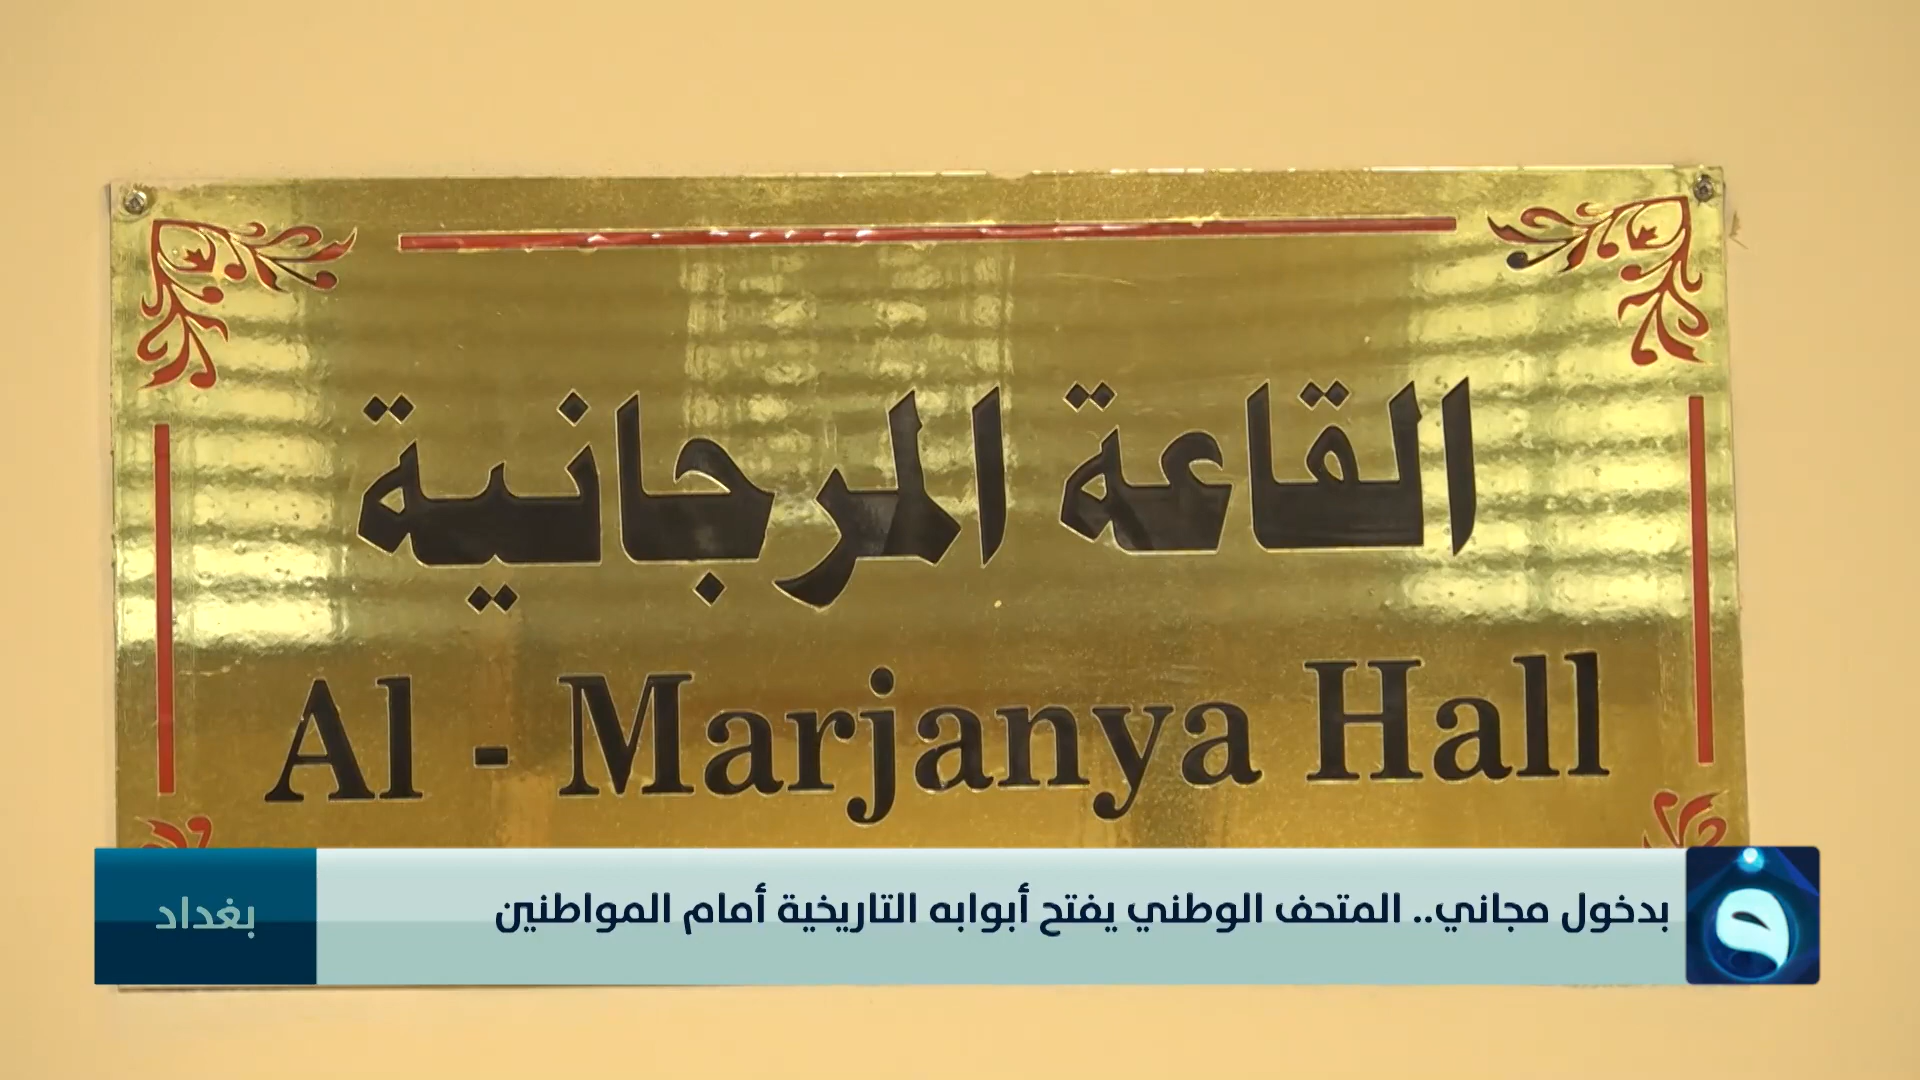 القاعة المرجانية
Al - Marjanya Hall
بدخول مجاني.. المتحف الوطني يفتح أبوابه التاريخية أمام المواطنين
بغداد